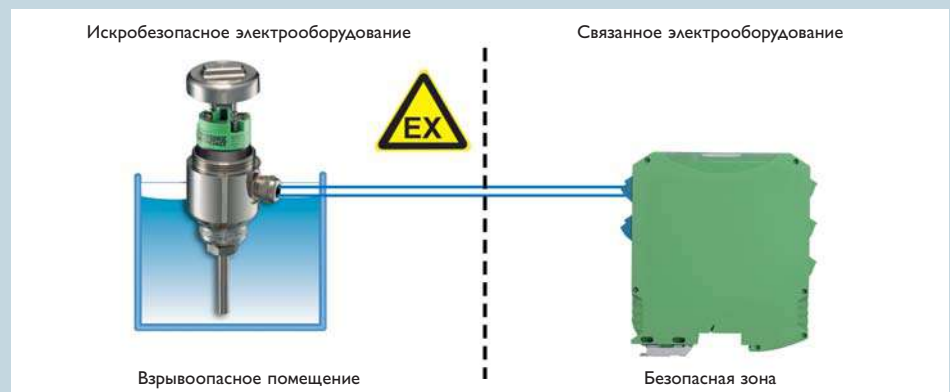 Искробезопасное электрооборудование
Связанное электрооборудование
EX
Взрывоопасное помещение
Безопасная зона